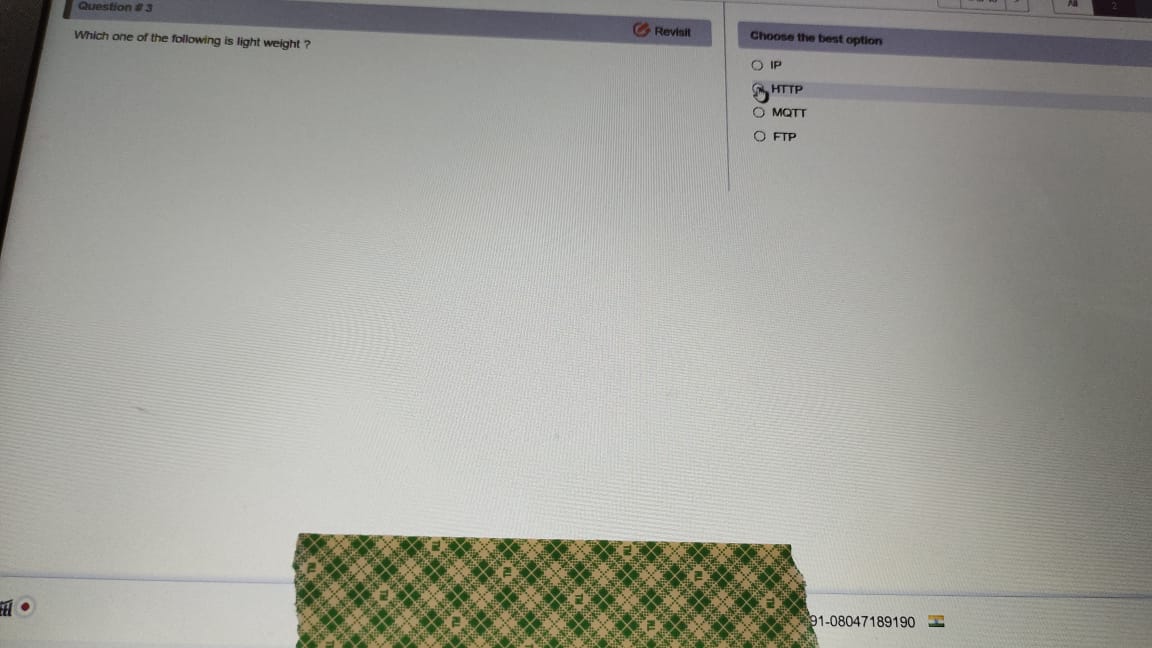 Question # 3
Revisit
Which one of the following is light weight ?
Choose the best option
IP
HTTP
MQTT
FTP
All
2
91-08047189190